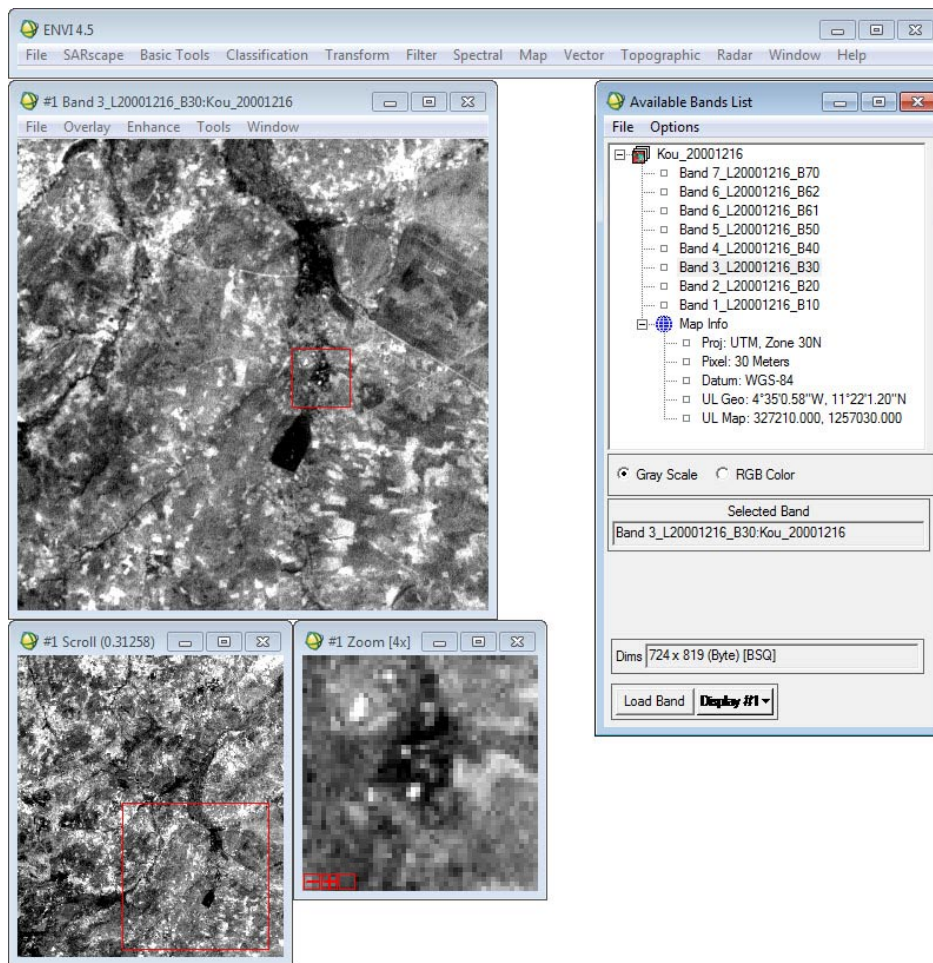 ENVI 4.5
File SARscape Basic Tools Classification Transform Filter Spectral Map Vector Topographic Radar Window Help
#1 Band 3_L20001216_B30:Kou_20001216
File Overlay Enhance Tools Window
Available Bands List
File Options
Kou_20001216
Band 7_L20001216_B70
Band 6_L20001216_B62
Band 6_L20001216_B61
Band 5_L20001216_B50
Band 4_L20001216_B40
Band 3_L20001216_B30
Band 2_L20001216_B20
Band 1_L20001216_B10
Map Info
Proj: UTM, Zone 30N
Pixel: 30 Meters
Datum: WGS-84
UL Geo: 4°35'0.58"W, 11°22'1.20"N
UL Map: 327210.000, 1257030.000
Gray Scale RGB Color
Selected Band
Band 3_L20001216_B30:Kou_20001216
Dims 724 x 819 (Byte) [BSQ]
Load Band Display #1
#1 Scroll (0.31258)
#1 Zoom [4x]